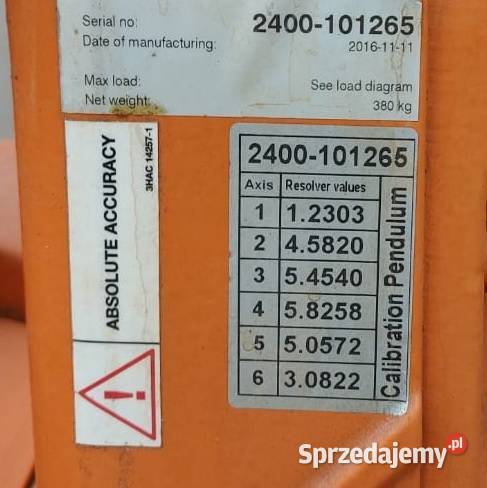 Serial no: 2400-101265
Date of manufacturing: 2016-11-11
Max load: See load diagram
Net weight: 380 kg
ABSOLUTE ACCURACY
3HAC 14257-1
2400-101265
Axis Resolver values
1 1.2303
2 4.5820
3 5.4540
4 5.8258
5 5.0572
6 3.0822
Calibration Pendulum
Sprzedajemy.pl